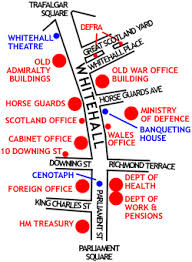 TRAFALGAR
SQUARE
DEFRA
WHITEHALL
THEATRE
GREAT SCOTLAND YARD
WHITEHALL PLACE
OLD
ADMIRALTY
BUILDINGS
OLD WAR OFFICE
BUILDING
WHITEHALL
HORSE GUARDS AVE
HORSE GUARDS
MINISTRY
OF DEFENCE
SCOTLAND OFFICE
BANQUETING
HOUSE
WALES
OFFICE
CABINET OFFICE
10 DOWNING ST
DOWNING ST
RICHMOND TERRACE
CENOTAPH
DEPT OF
HEALTH
FOREIGN OFFICE
DEPT OF
WORK &
PENSIONS
KING CHARLES ST
PARLIAMENT ST
HM TREASURY
PARLIAMENT
SQUARE